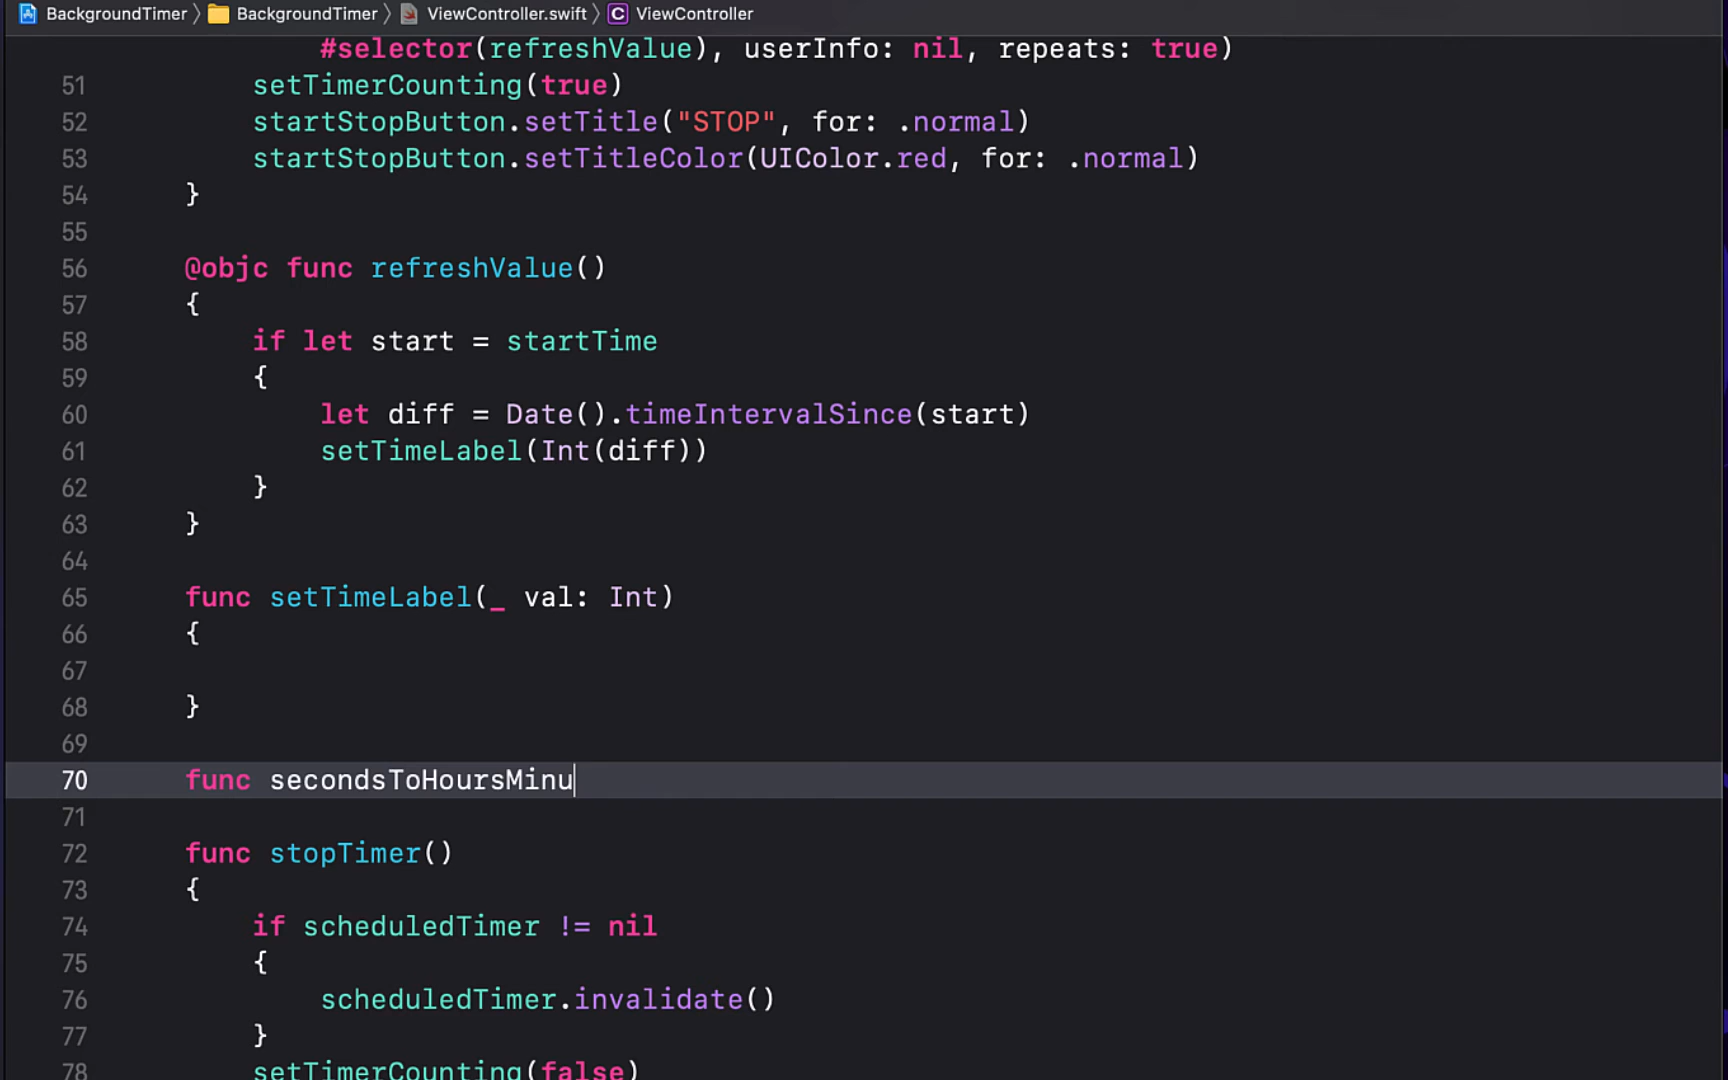 BackgroundTimer 〉 BackgroundTimer 〉 ViewController.swift 〉 C ViewController
#selector(refreshValue), userInfo: nil, repeats: true)
51 setTimerCounting(true)
52 startStopButton.setTitle("STOP", for: .normal)
53 startStopButton.setTitleColor(UIColor.red, for: .normal)
54 }
55
56 @objc func refreshValue()
57 {
58 if let start = startTime
59 {
60 let diff = Date().timeIntervalSince(start)
61 setTimeLabel(Int(diff))
62 }
63 }
64
65 func setTimeLabel(_ val: Int)
66 {
67
68 }
69
70 func secondsToHoursMinu
71
72 func stopTimer()
73 {
74 if scheduledTimer != nil
75 {
76 scheduledTimer.invalidate()
77 }
78 setTimerCounting(false)